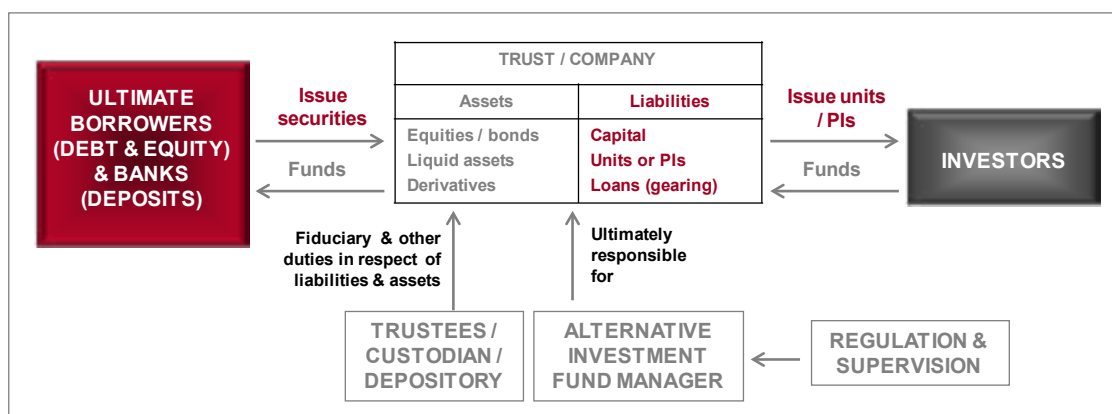 TRUST / COMPANY
Assets
Liabilities
Equities / bonds
Liquid assets
Derivatives
Capital
Units or PIs
Loans (gearing)
ULTIMATE
BORROWERS
(DEBT & EQUITY)
& BANKS
(DEPOSITS)
Issue
securities
Funds
Issue units
/ PIs
Funds
INVESTORS
Fiduciary & other
duties in respect of
liabilities & assets
Ultimately
responsible
for
TRUSTEES /
CUSTODIAN /
DEPOSITORY
ALTERNATIVE
INVESTMENT
FUND MANAGER
REGULATION &
SUPERVISION